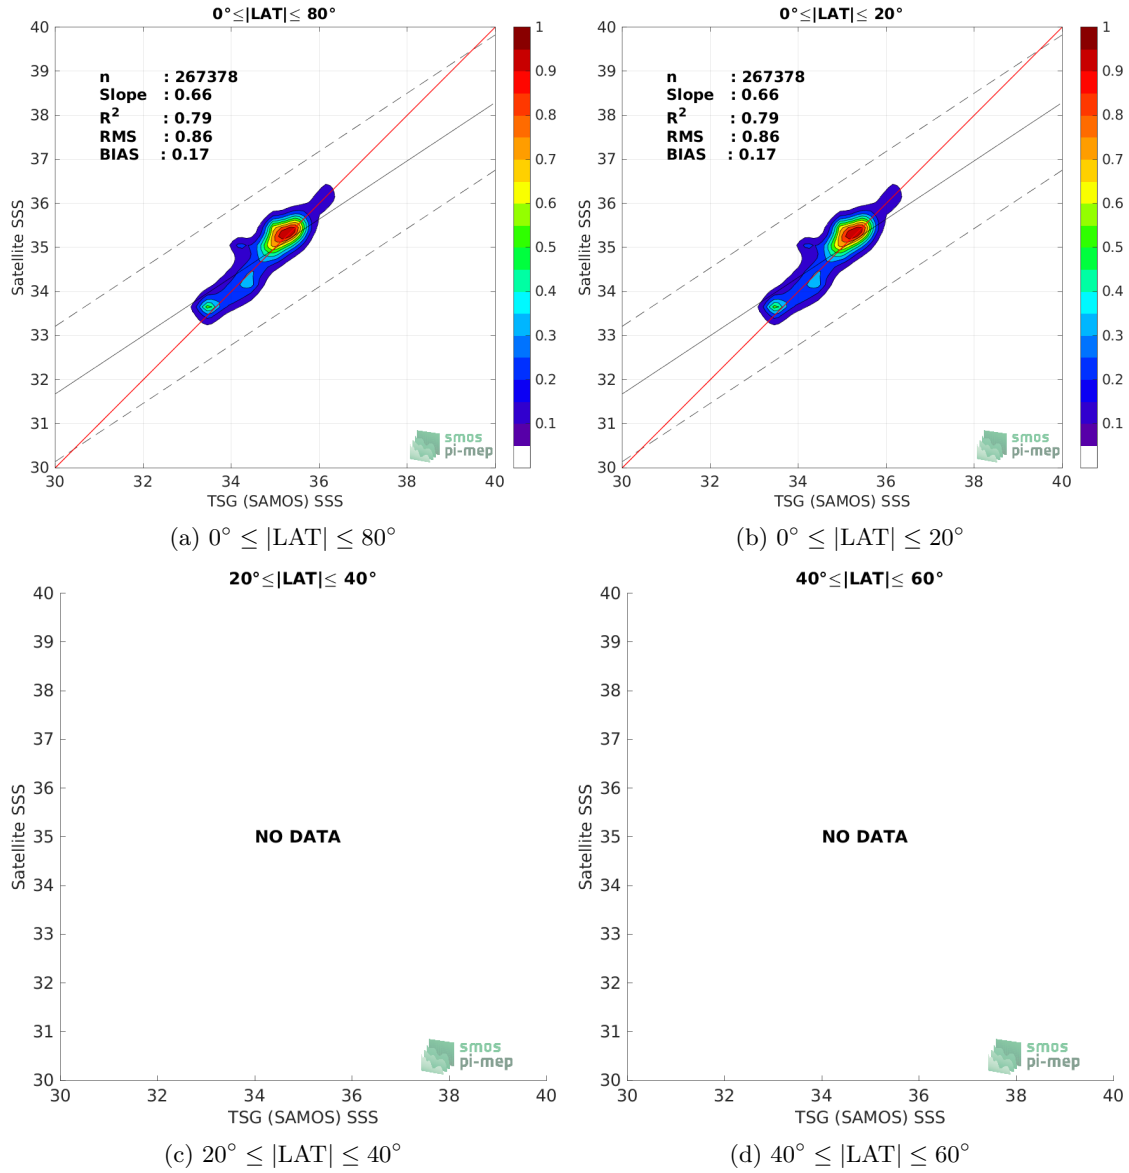 0°≤|LAT|≤ 80°
40
39
38
37
36
35
34
33
32
31
30
Satellite SSS
n : 267378
Slope : 0.66
R² : 0.79
RMS : 0.86
BIAS : 0.17
1
0.9
0.8
0.7
0.6
0.5
0.4
0.3
0.2
0.1
smos
pi-mep
30 32 34 36 38 40
TSG (SAMOS) SSS
(a) 0° ≤ |LAT| ≤ 80°
0°≤|LAT|≤ 20°
40
39
38
37
36
35
34
33
32
31
30
Satellite SSS
n : 267378
Slope : 0.66
R² : 0.79
RMS : 0.86
BIAS : 0.17
1
0.9
0.8
0.7
0.6
0.5
0.4
0.3
0.2
0.1
smos
pi-mep
30 32 34 36 38 40
TSG (SAMOS) SSS
(b) 0° ≤ |LAT| ≤ 20°
20°≤|LAT|≤ 40°
40
39
38
37
36
35
34
33
32
31
30
Satellite SSS
NO DATA
smos
pi-mep
30 32 34 36 38 40
TSG (SAMOS) SSS
(c) 20° ≤ |LAT| ≤ 40°
40°≤|LAT|≤ 60°
40
39
38
37
36
35
34
33
32
31
30
Satellite SSS
NO DATA
smos
pi-mep
30 32 34 36 38 40
TSG (SAMOS) SSS
(d) 40° ≤ |LAT| ≤ 60°